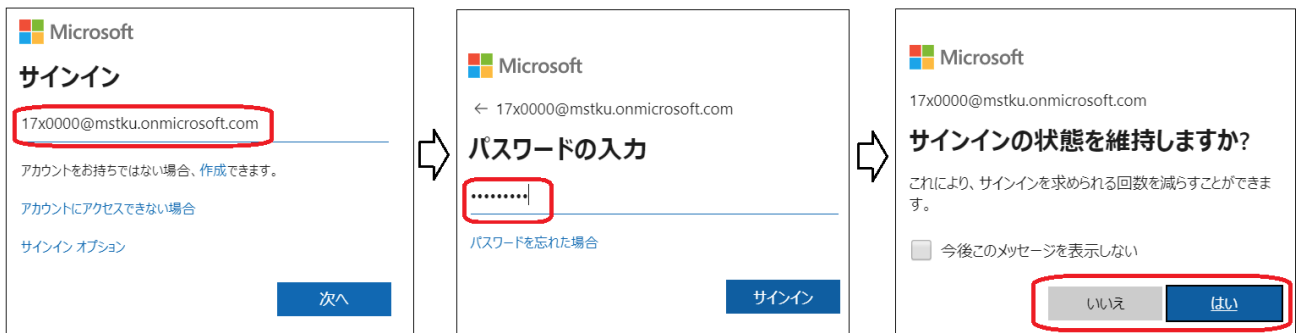 Microsoft
サインイン
17x0000@mstku.onmicrosoft.com
アカウントをお持ちではない場合、作成できます。
アカウントにアクセスできない場合
サインイン オプション
次へ
Microsoft
← 17x0000@mstku.onmicrosoft.com
パスワードの入力
•••••••••
パスワードを忘れた場合
サインイン
Microsoft
17x0000@mstku.onmicrosoft.com
サインインの状態を維持しますか?
これにより、サインインを求められる回数を減らすことができま
す。
今後このメッセージを表示しない
いいえ
はい